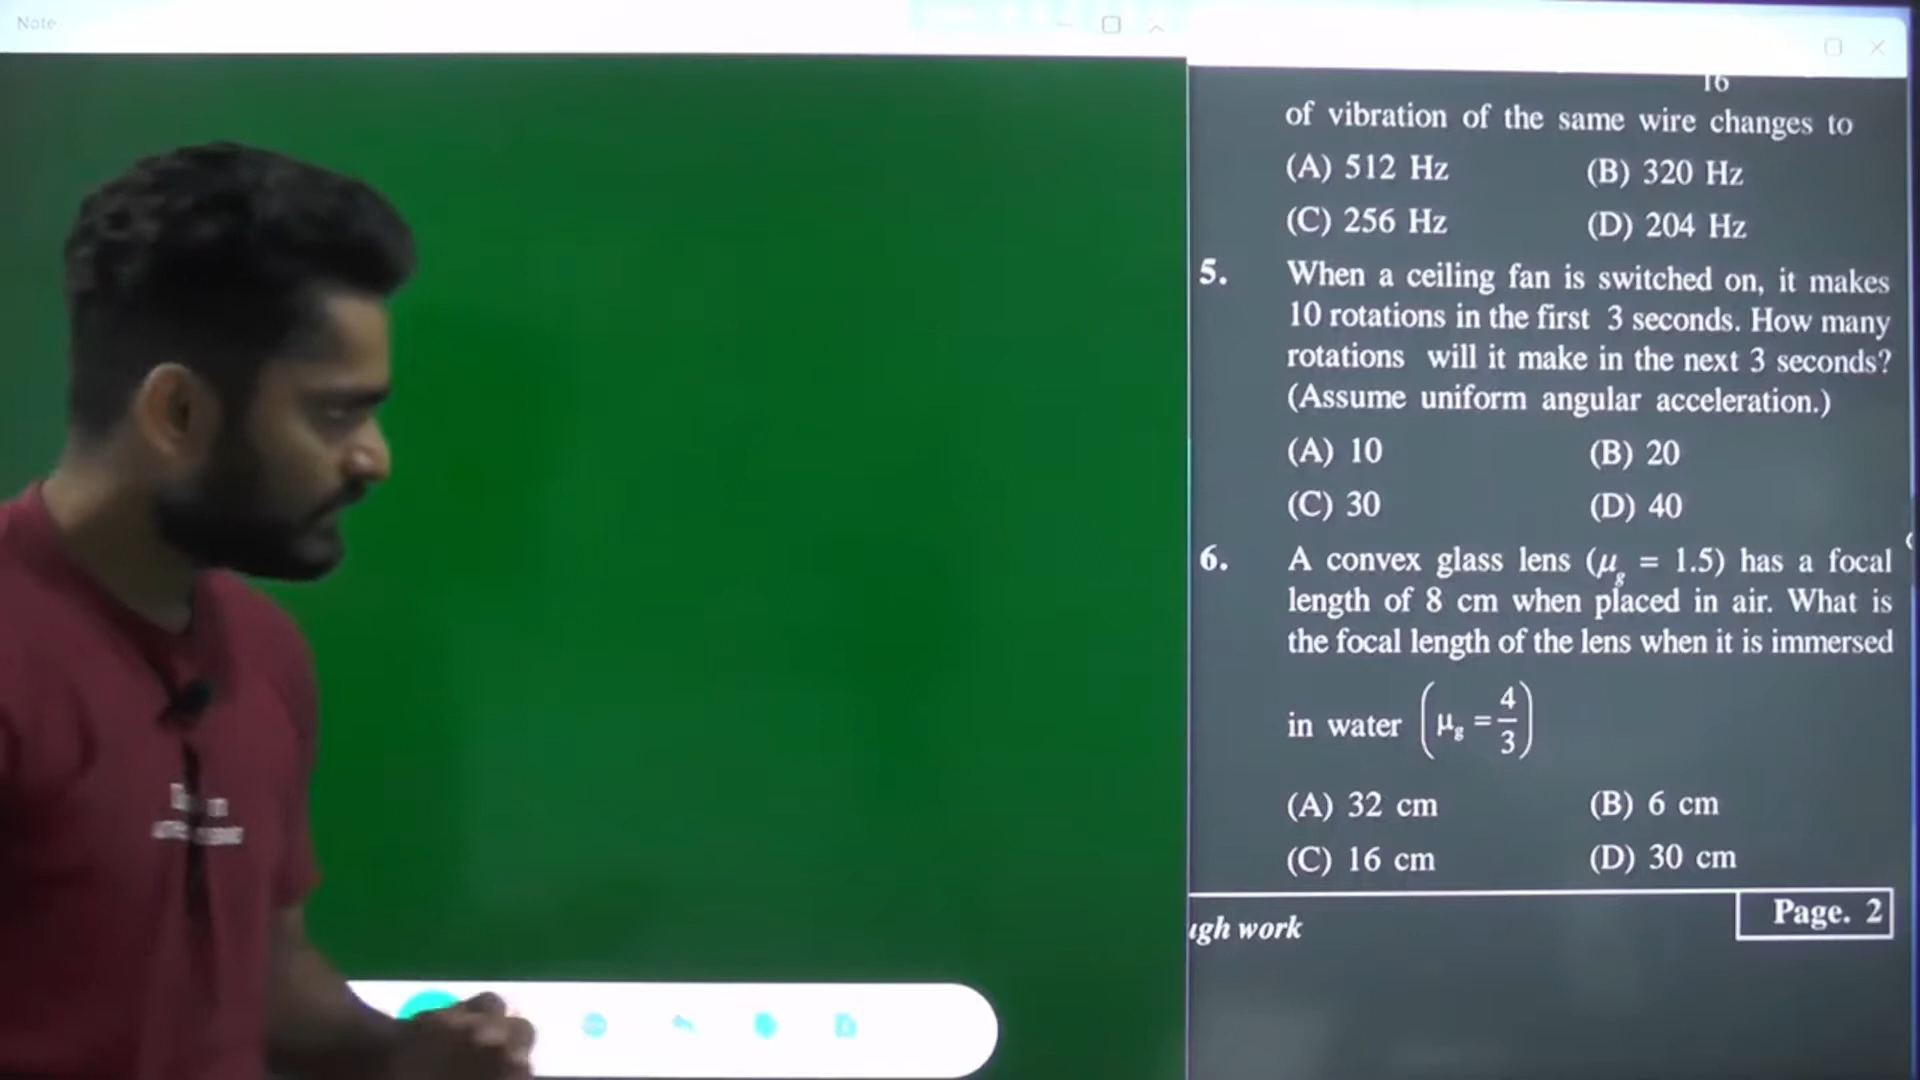 Note
16
of vibration of the same wire changes to
(A) 512 Hz (B) 320 Hz
(C) 256 Hz (D) 204 Hz
5. When a ceiling fan is switched on, it makes
10 rotations in the first 3 seconds. How many
rotations will it make in the next 3 seconds?
(Assume uniform angular acceleration.)
(A) 10 (B) 20
(C) 30 (D) 40
6. A convex glass lens (μg = 1.5) has a focal
length of 8 cm when placed in air. What is
the focal length of the lens when it is immersed
in water (μg = 4/3)
(A) 32 cm (B) 6 cm
(C) 16 cm (D) 30 cm
ugh work
Page. 2